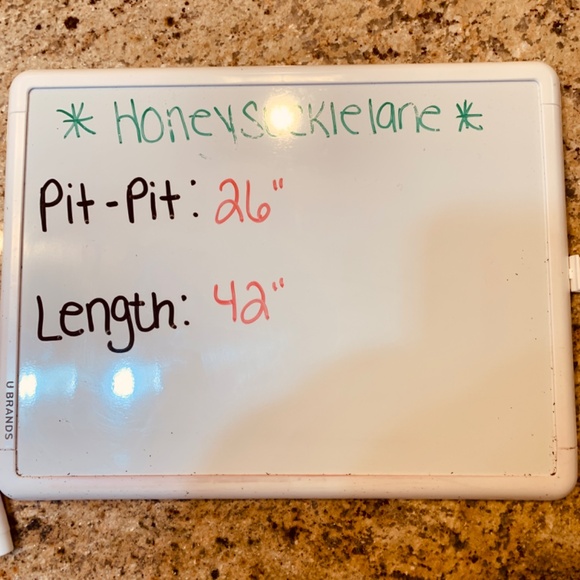 * Honeysucklelane *
Pit-Pit: 26"
Length: 42"
U BRANDS